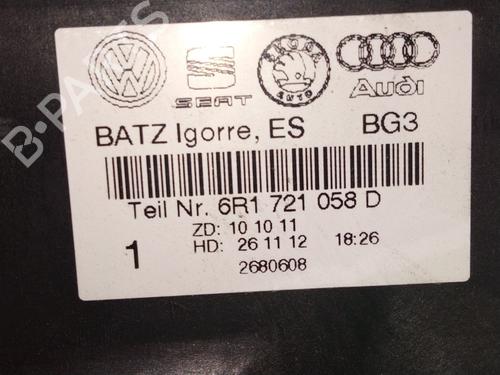 SEAT
ŠKODA
AUTO
Audi
BATZ Igorre, ES BG3
Teil Nr. 6R1 721 058 D
ZD: 10 10 11
1 HD: 26 11 12 18:26
2680608
B-PARTS